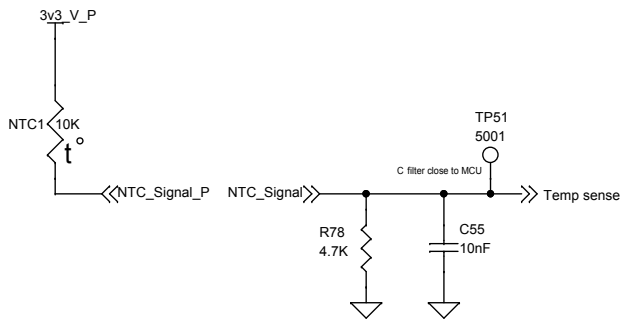 3v3_V_P
NTC1 10K
t°
NTC_Signal_P
NTC_Signal
TP51
5001
C filter close to MCU
Temp sense
R78
4.7K
C55
10nF